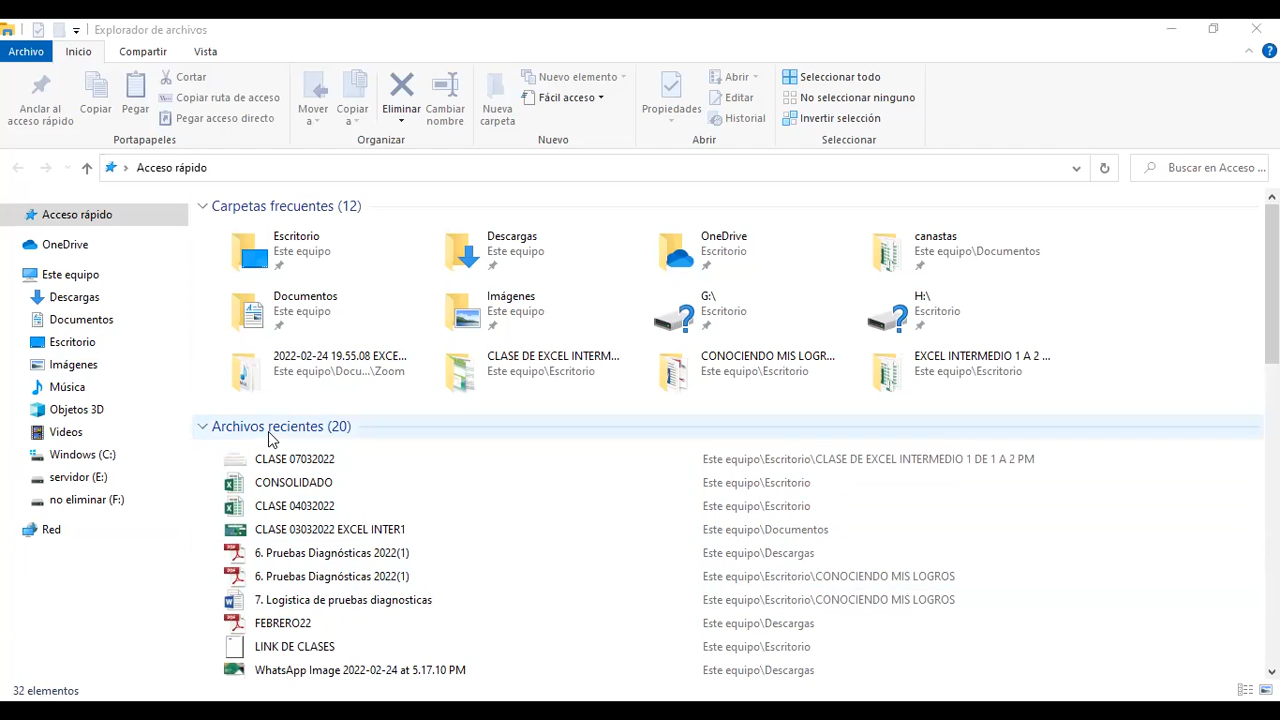 Explorador de archivos
Archivo Inicio Compartir Vista
Anclar al acceso rápido
Copiar
Pegar
Cortar
Copiar ruta de acceso
Pegar acceso directo
Portapapeles
Mover a
Copiar a
Eliminar
Cambiar nombre
Organizar
Nueva carpeta
Nuevo elemento
Fácil acceso
Nuevo
Propiedades
Abrir
Editar
Historial
Abrir
Seleccionar todo
No seleccionar ninguno
Invertir selección
Seleccionar
Acceso rápido
Buscar en Acceso ...
Acceso rápido
OneDrive
Este equipo
Descargas
Documentos
Escritorio
Imágenes
Música
Objetos 3D
Videos
Windows (C:)
servidor (E:)
no eliminar (F:)
Red
Carpetas frecuentes (12)
Escritorio
Este equipo
Descargas
Este equipo
OneDrive
Escritorio
canastas
Este equipo\Documentos
Documentos
Este equipo
Imágenes
Este equipo
G:\
Escritorio
H:\
Escritorio
2022-02-24 19.55.08 EXCE...
Este equipo\Docu...\Zoom
CLASE DE EXCEL INTERM...
Este equipo\Escritorio
CONOCIENDO MIS LOGR...
Este equipo\Escritorio
EXCEL INTERMEDIO 1 A 2 ...
Este equipo\Escritorio
Archivos recientes (20)
CLASE 07032022 Este equipo\Escritorio\CLASE DE EXCEL INTERMEDIO 1 DE 1 A 2 PM
CONSOLIDADO Este equipo\Escritorio
CLASE 04032022 Este equipo\Escritorio
CLASE 03032022 EXCEL INTER1 Este equipo\Documentos
6. Pruebas Diagnósticas 2022(1) Este equipo\Descargas
6. Pruebas Diagnósticas 2022(1) Este equipo\Escritorio\CONOCIENDO MIS LOGROS
7. Logistica de pruebas diagnosticas Este equipo\Escritorio\CONOCIENDO MIS LOGROS
FEBRERO22 Este equipo\Descargas
LINK DE CLASES Este equipo\Escritorio
WhatsApp Image 2022-02-24 at 5.17.10 PM Este equipo\Descargas
32 elementos